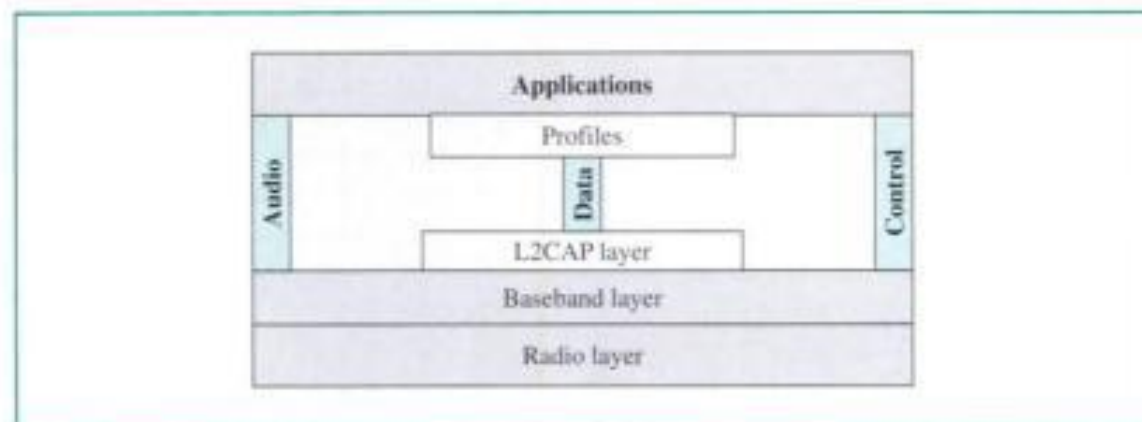 Applications
Profiles
Audio
Data
Control
L2CAP layer
Baseband layer
Radio layer